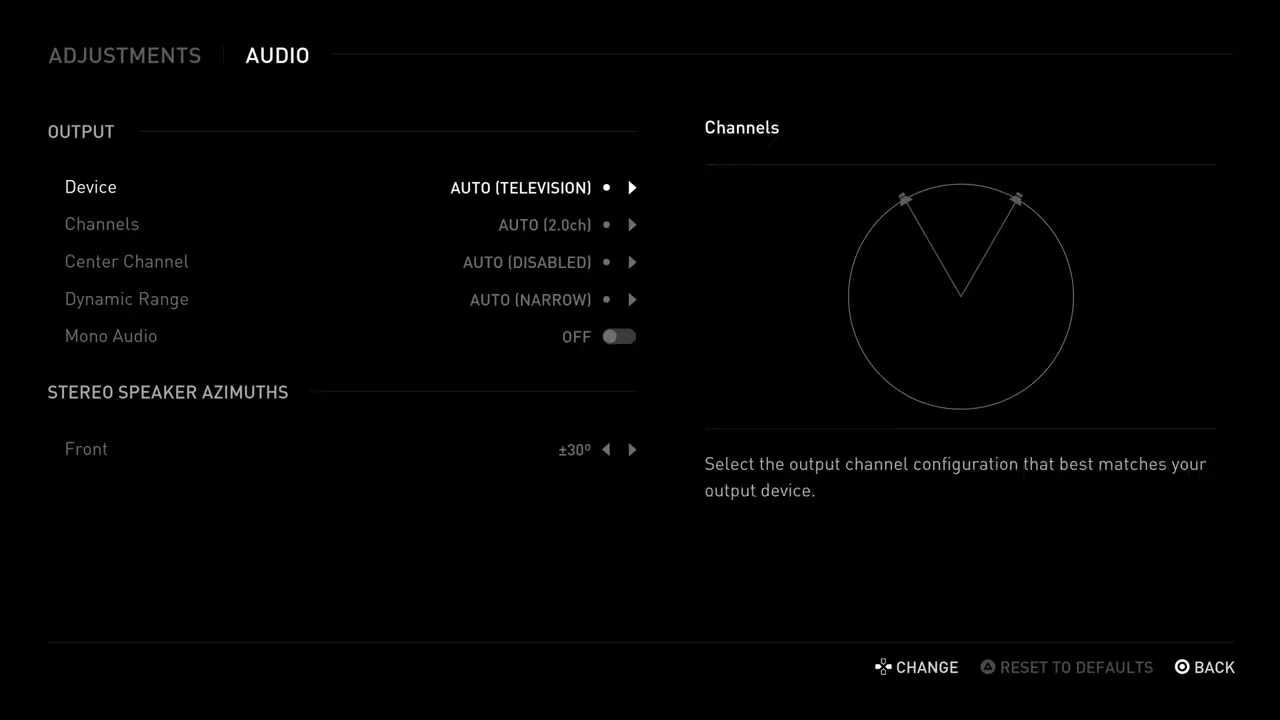 ADJUSTMENTS AUDIO
OUTPUT
Device AUTO (TELEVISION)
Channels AUTO (2.0ch)
Center Channel AUTO (DISABLED)
Dynamic Range AUTO (NARROW)
Mono Audio OFF
STEREO SPEAKER AZIMUTHS
Front ±30º
Channels
Select the output channel configuration that best matches your
output device.
CHANGE RESET TO DEFAULTS BACK